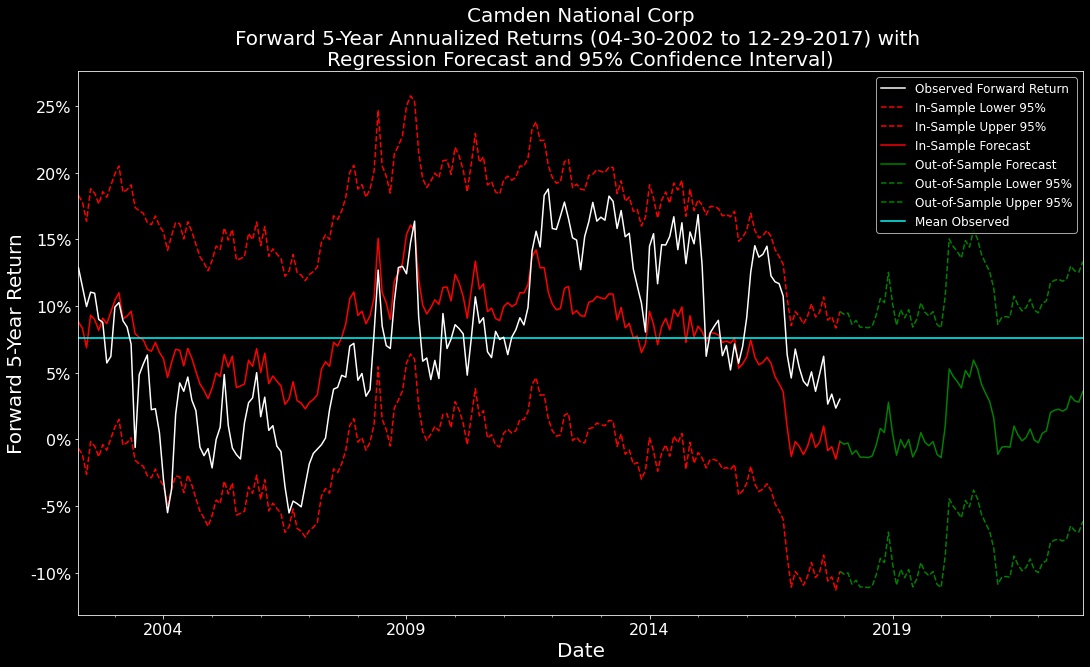 Camden National Corp
Forward 5-Year Annualized Returns (04-30-2002 to 12-29-2017) with
Regression Forecast and 95% Confidence Interval)
Forward 5-Year Return
25%
20%
15%
10%
5%
0%
-5%
-10%
Observed Forward Return
In-Sample Lower 95%
In-Sample Upper 95%
In-Sample Forecast
Out-of-Sample Forecast
Out-of-Sample Lower 95%
Out-of-Sample Upper 95%
Mean Observed
2004
2009
2014
2019
Date